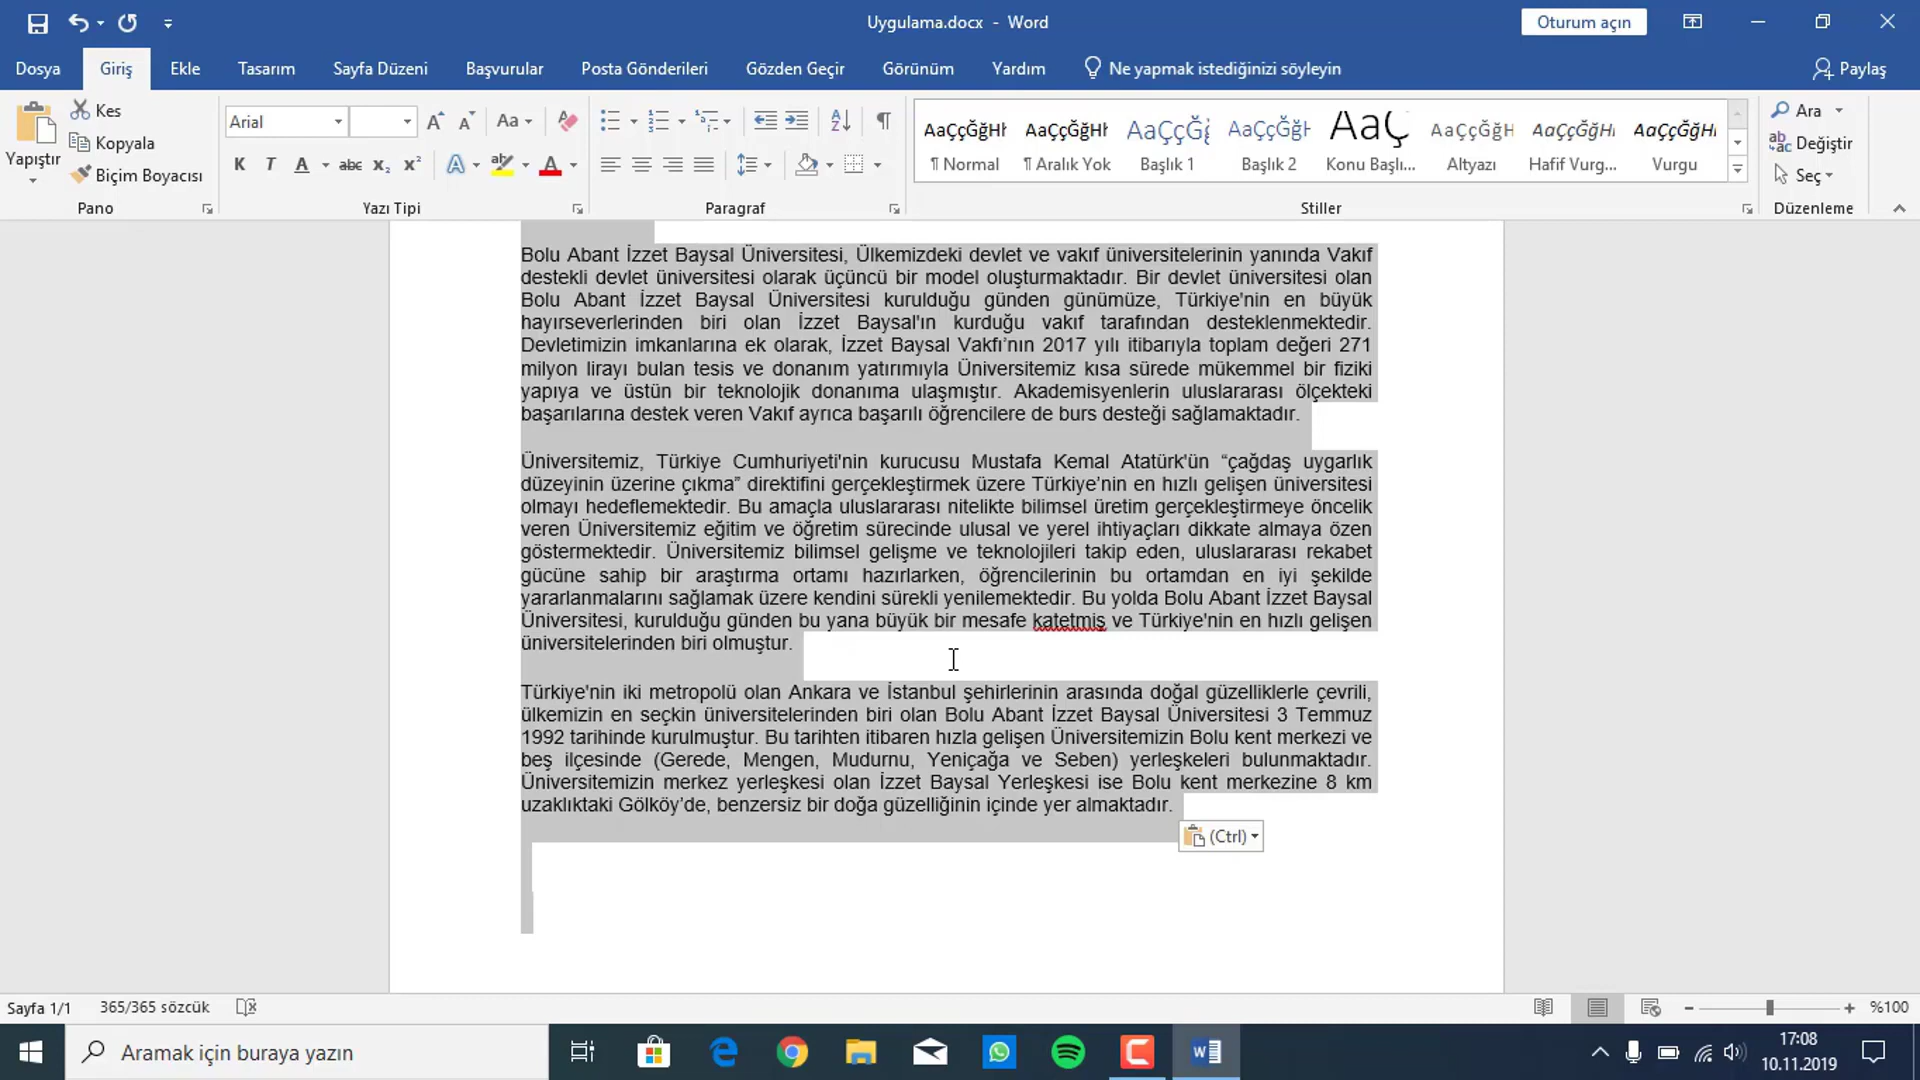 Uygulama.docx - Word
Oturum açın
Dosya Giriş Ekle Tasarım Sayfa Düzeni Başvurular Posta Gönderileri Gözden Geçir Görünüm Yardım Ne yapmak istediğinizi söyleyin Paylaş
Yapıştır
Kes
Kopyala
Biçim Boyacısı
Pano
Arial
Aa
K T A abc x₂ x²
A A
Yazı Tipi
Paragraf
AaÇçĞğHl AaÇçĞğHl AaÇçĞğ AaÇçĞğH AaÇ AaÇçĞğH AaÇçĞğHl AaÇçĞğHl
¶ Normal ¶ Aralık Yok Başlık 1 Başlık 2 Konu Başlı... Altyazı Hafif Vurg... Vurgu
Stiller
Ara
Değiştir
Seç
Düzenleme
Bolu Abant İzzet Baysal Üniversitesi, Ülkemizdeki devlet ve vakıf üniversitelerinin yanında Vakıf
destekli devlet üniversitesi olarak üçüncü bir model oluşturmaktadır. Bir devlet üniversitesi olan
Bolu Abant İzzet Baysal Üniversitesi kurulduğu günden günümüze, Türkiye'nin en büyük
hayırseverlerinden biri olan İzzet Baysal'ın kurduğu vakıf tarafından desteklenmektedir.
Devletimizin imkanlarına ek olarak, İzzet Baysal Vakfı’nın 2017 yılı itibarıyla toplam değeri 271
milyon lirayı bulan tesis ve donanım yatırımıyla Üniversitemiz kısa sürede mükemmel bir fiziki
yapıya ve üstün bir teknolojik donanıma ulaşmıştır. Akademisyenlerin uluslararası ölçekteki
başarılarına destek veren Vakıf ayrıca başarılı öğrencilere de burs desteği sağlamaktadır.
Üniversitemiz, Türkiye Cumhuriyeti'nin kurucusu Mustafa Kemal Atatürk'ün “çağdaş uygarlık
düzeyinin üzerine çıkma” direktifini gerçekleştirmek üzere Türkiye’nin en hızlı gelişen üniversitesi
olmayı hedeflemektedir. Bu amaçla uluslararası nitelikte bilimsel üretim gerçekleştirmeye öncelik
veren Üniversitemiz eğitim ve öğretim sürecinde ulusal ve yerel ihtiyaçları dikkate almaya özen
göstermektedir. Üniversitemiz bilimsel gelişme ve teknolojileri takip eden, uluslararası rekabet
gücüne sahip bir araştırma ortamı hazırlarken, öğrencilerinin bu ortamdan en iyi şekilde
yararlanmalarını sağlamak üzere kendini sürekli yenilemektedir. Bu yolda Bolu Abant İzzet Baysal
Üniversitesi, kurulduğu günden bu yana büyük bir mesafe katetmiş ve Türkiye'nin en hızlı gelişen
üniversitelerinden biri olmuştur.
Türkiye'nin iki metropolü olan Ankara ve İstanbul şehirlerinin arasında doğal güzelliklerle çevrili,
ülkemizin en seçkin üniversitelerinden biri olan Bolu Abant İzzet Baysal Üniversitesi 3 Temmuz
1992 tarihinde kurulmuştur. Bu tarihten itibaren hızla gelişen Üniversitemizin Bolu kent merkezi ve
beş ilçesinde (Gerede, Mengen, Mudurnu, Yeniçağa ve Seben) yerleşkeleri bulunmaktadır.
Üniversitemizin merkez yerleşkesi olan İzzet Baysal Yerleşkesi ise Bolu kent merkezine 8 km
uzaklıktaki Gölköy’de, benzersiz bir doğa güzelliğinin içinde yer almaktadır.
(Ctrl)
Sayfa 1/1 365/365 sözcük %100
Aramak için buraya yazın
17:08
10.11.2019